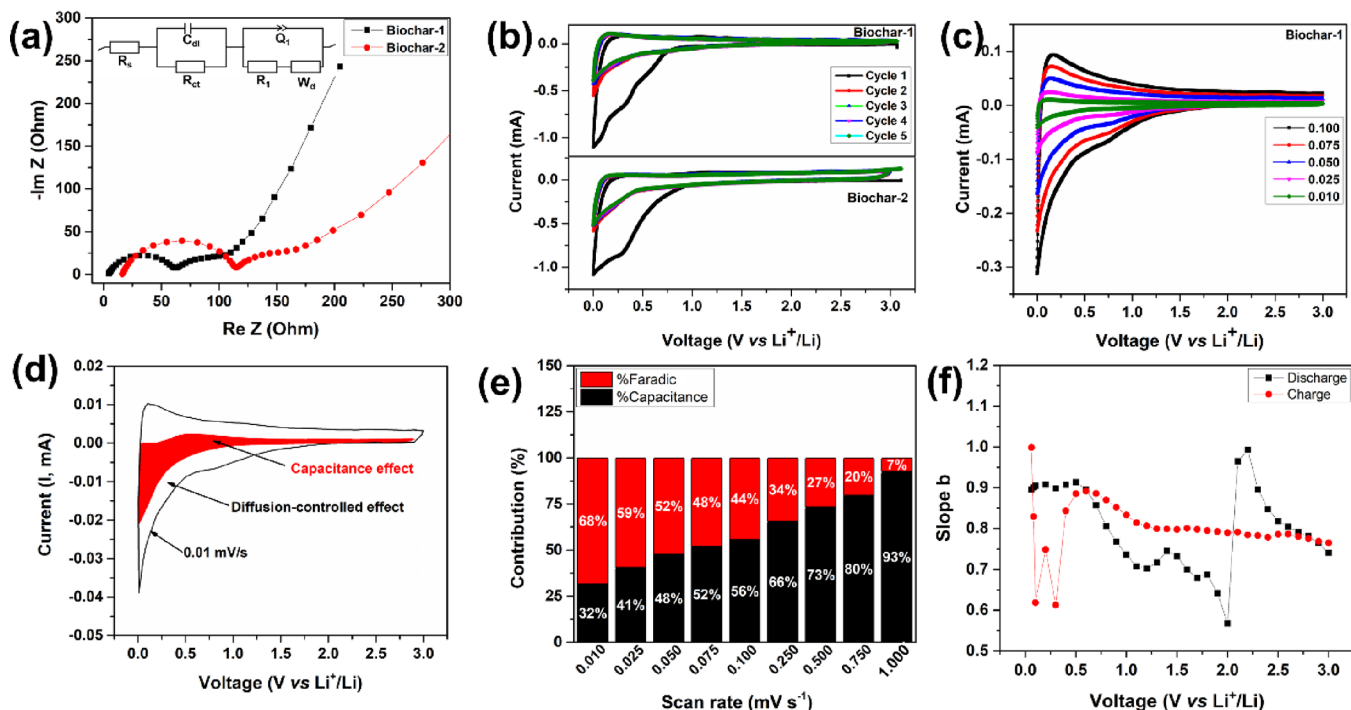 (a)
-Im Z (Ohm)
300
250
200
150
100
50
0
C_dl
R_s
R_ct
Q_1
R_1
W_d
Biochar-1
Biochar-2
0 50 100 150 200 250 300
Re Z (Ohm)
(b)
Current (mA)
0.0
-0.5
-1.0
Biochar-1
Cycle 1
Cycle 2
Cycle 3
Cycle 4
Cycle 5
0.5
0.0
-0.5
-1.0
Biochar-2
0.0 0.5 1.0 1.5 2.0 2.5 3.0
Voltage (V vs Li⁺/Li)
(c)
Current (mA)
0.1
0.0
-0.1
-0.2
-0.3
Biochar-1
0.100
0.075
0.050
0.025
0.010
0.0 0.5 1.0 1.5 2.0 2.5 3.0
Voltage (V vs Li⁺/Li)
(d)
Current (I, mA)
0.02
0.01
0.00
-0.01
-0.02
-0.03
-0.04
-0.05
Capacitance effect
Diffusion-controlled effect
0.01 mV/s
0.0 0.5 1.0 1.5 2.0 2.5 3.0
Voltage (V vs Li⁺/Li)
(e)
Contribution (%)
150
125
100
75
50
25
0
%Faradic
%Capacitance
68% 59% 52% 48% 44% 34% 27% 20% 7%
32% 41% 48% 52% 56% 66% 73% 80% 93%
0.010 0.025 0.050 0.075 0.100 0.250 0.500 0.750 1.000
Scan rate (mV s⁻¹)
(f)
Slope b
1.2
1.1
1.0
0.9
0.8
0.7
0.6
0.5
0.4
Discharge
Charge
0.0 0.5 1.0 1.5 2.0 2.5 3.0
Voltage (V vs Li⁺/Li)